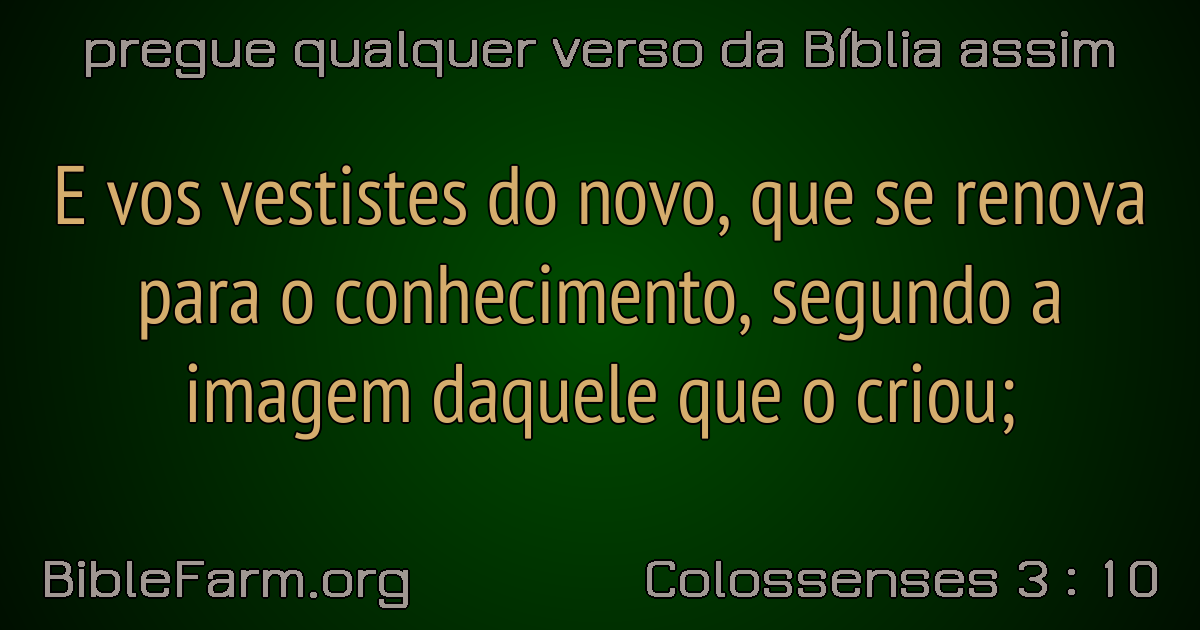 pregue qualquer verso da Bíblia assim
E vos vestistes do novo, que se renova
para o conhecimento, segundo a
imagem daquele que o criou;
BibleFarm.org
Colossenses 3 : 10